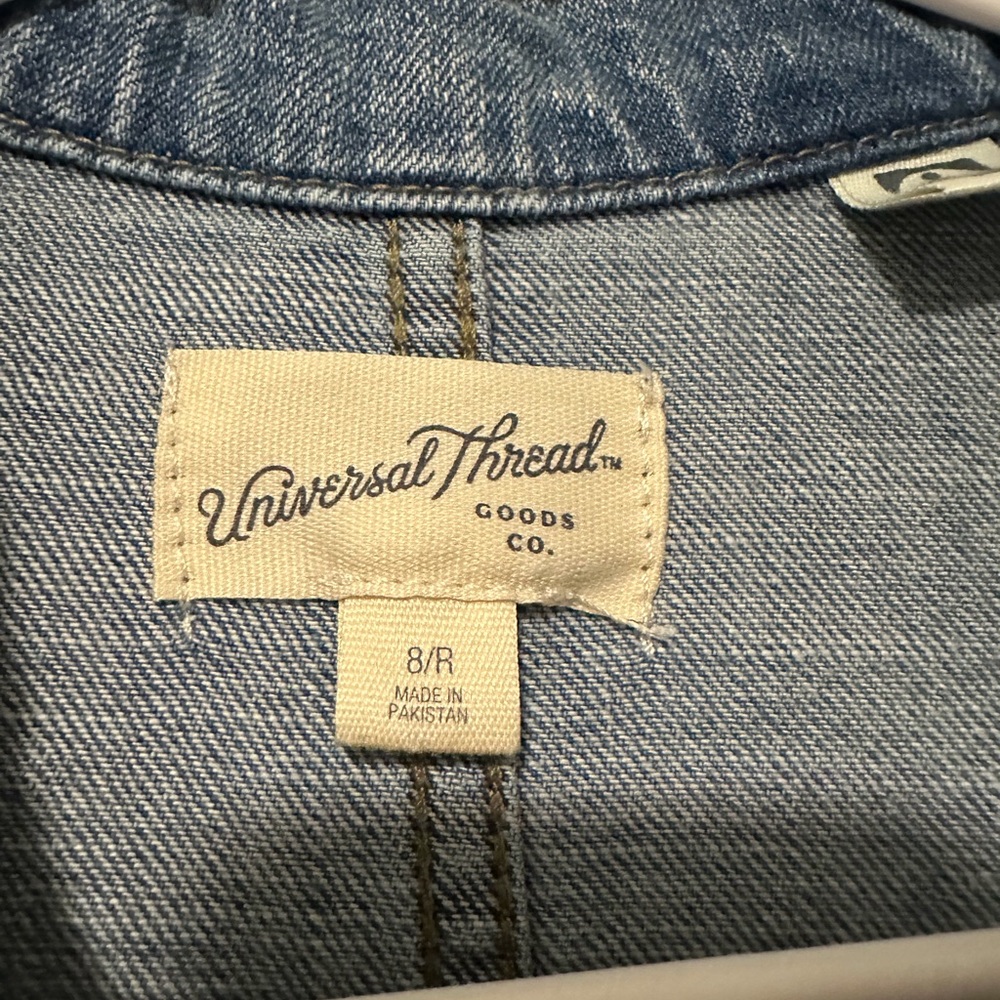 Universal Thread™
GOODS
CO.
8/R
MADE IN
PAKISTAN